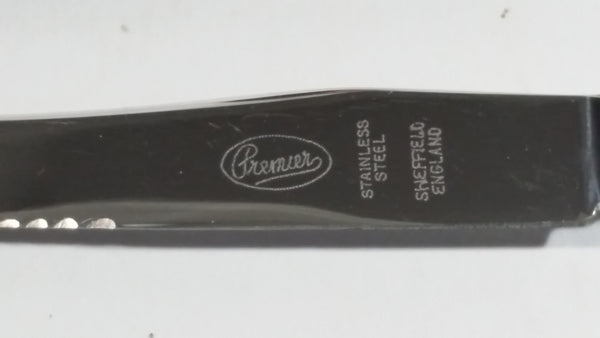 Premier
STAINLESS
STEEL
SHEFFIELD,
ENGLAND